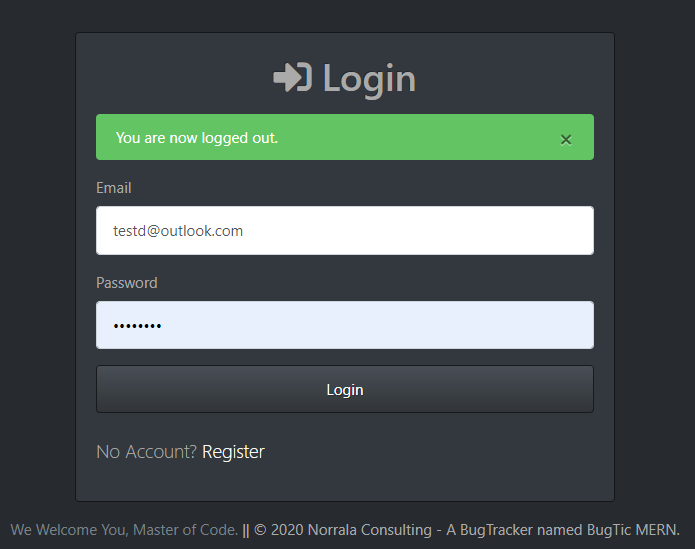 Login
You are now logged out. ×
Email
testd@outlook.com
Password
••••••••
Login
No Account? Register
We Welcome You, Master of Code. || © 2020 Norrala Consulting - A BugTracker named BugTic MERN.